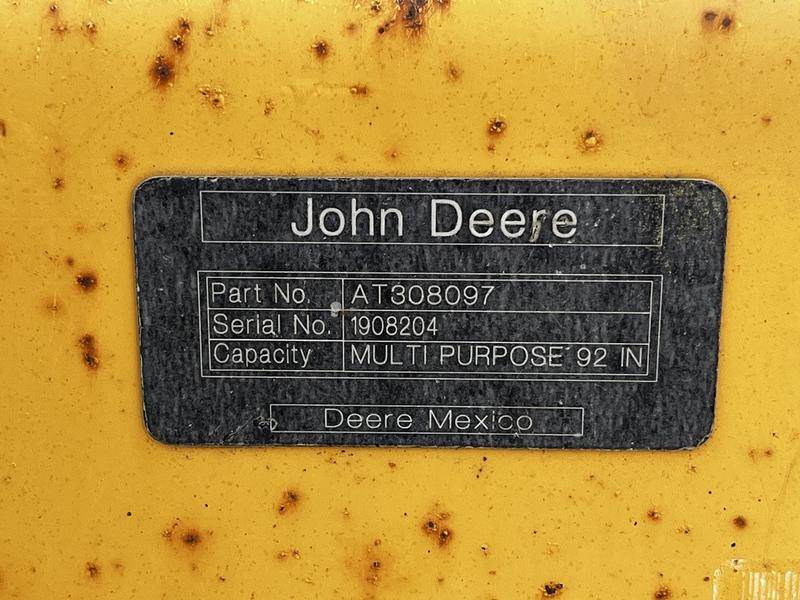 John Deere
Part No. AT308097
Serial No. 1908204
Capacity MULTI PURPOSE 92 IN
Deere Mexico